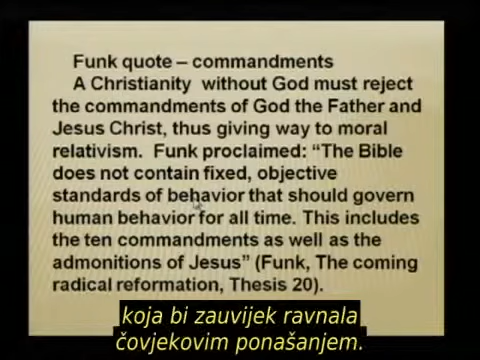 Funk quote – commandments
A Christianity without God must reject
the commandments of God the Father and
Jesus Christ, thus giving way to moral
relativism. Funk proclaimed: “The Bible
does not contain fixed, objective
standards of behavior that should govern
human behavior for all time. This includes
the ten commandments as well as the
admonitions of Jesus” (Funk, The coming
radical reformation, Thesis 20).
koja bi zauvijek ravnala
čovjekovim ponašanjem.